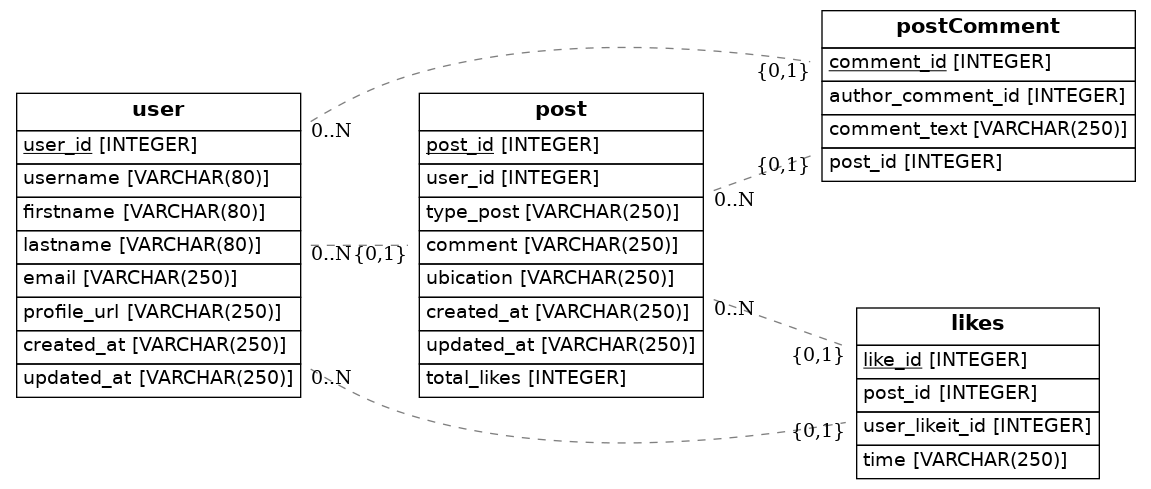 postComment
comment_id [INTEGER]
author_comment_id [INTEGER]
comment_text [VARCHAR(250)]
post_id [INTEGER]
{0,1}
{0,1}
user
user_id [INTEGER]
username [VARCHAR(80)]
firstname [VARCHAR(80)]
lastname [VARCHAR(80)]
email [VARCHAR(250)]
profile_url [VARCHAR(250)]
created_at [VARCHAR(250)]
updated_at [VARCHAR(250)]
0..N
0..N{0,1}
0..N
post
post_id [INTEGER]
user_id [INTEGER]
type_post [VARCHAR(250)]
comment [VARCHAR(250)]
ubication [VARCHAR(250)]
created_at [VARCHAR(250)]
updated_at [VARCHAR(250)]
total_likes [INTEGER]
0..N
0..N
likes
like_id [INTEGER]
post_id [INTEGER]
user_likeit_id [INTEGER]
time [VARCHAR(250)]
{0,1}
{0,1}